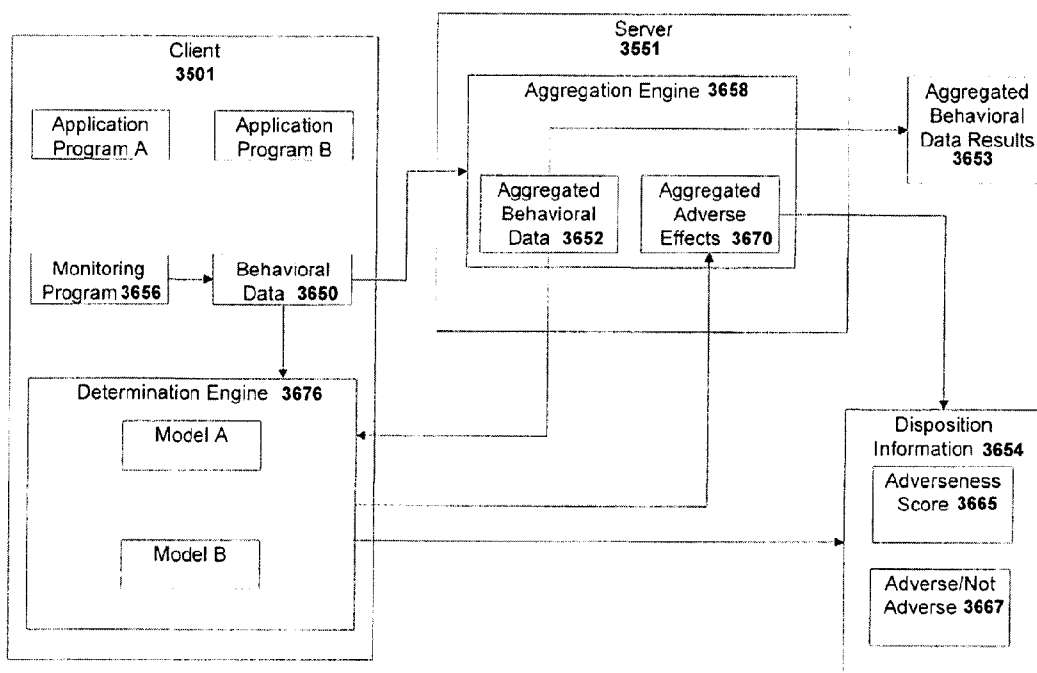 Client
3501
Application
Program A
Application
Program B
Monitoring
Program 3656
Behavioral
Data 3650
Determination Engine 3676
Model A
Model B
Server
3551
Aggregation Engine 3658
Aggregated
Behavioral
Data 3652
Aggregated
Adverse
Effects 3670
Aggregated
Behavioral
Data Results
3653
Disposition
Information 3654
Adverseness
Score 3665
Adverse/Not
Adverse 3667